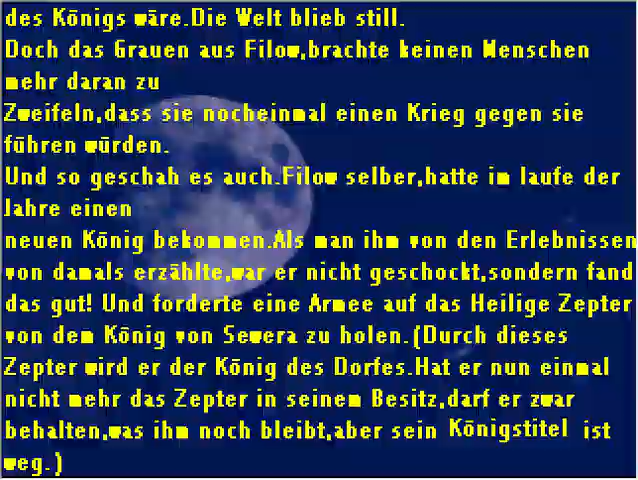 des Königs wäre.Die Welt blieb still.
Doch das Grauen aus Filow,brachte keinen Menschen
mehr daran zu
Zweifeln,dass sie nocheinmal einen Krieg gegen sie
führen würden.
Und so geschah es auch.Filow selber,hatte im laufe der
Jahre einen
neuen König bekommen.Als man ihm von den Erlebnissen
von damals erzählte,war er nicht geschockt,sondern fand
das gut! Und forderte eine Armee auf das Heilige Zepter
von dem König von Sewera zu holen.(Durch dieses
Zepter wird er der König des Dorfes.Hat er nun einmal
nicht mehr das Zepter in seinem Besitz,darf er zwar
behalten,was ihm noch bleibt,aber sein Königstitel ist
weg.)